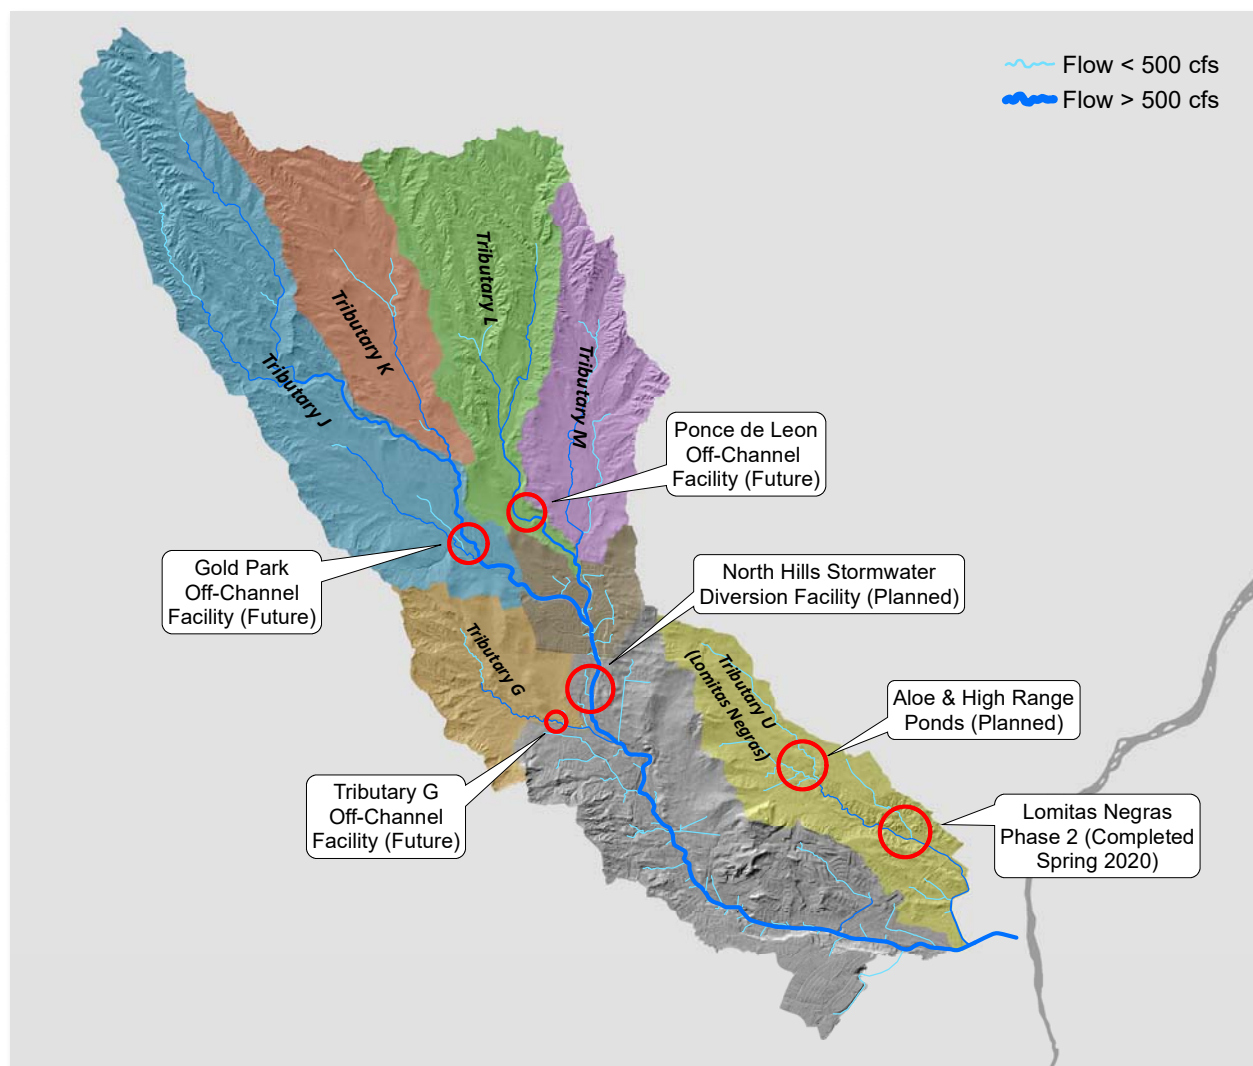 Flow < 500 cfs
Flow > 500 cfs
Tributary L
Tributary K
Tributary J
Tributary M
Ponce de Leon
Off-Channel
Facility (Future)
Gold Park
Off-Channel
Facility (Future)
North Hills Stormwater
Diversion Facility (Planned)
Tributary G
Tributary U
(Lomitas Negras)
Aloe & High Range
Ponds (Planned)
Tributary G
Off-Channel
Facility (Future)
Lomitas Negras
Phase 2 (Completed
Spring 2020)